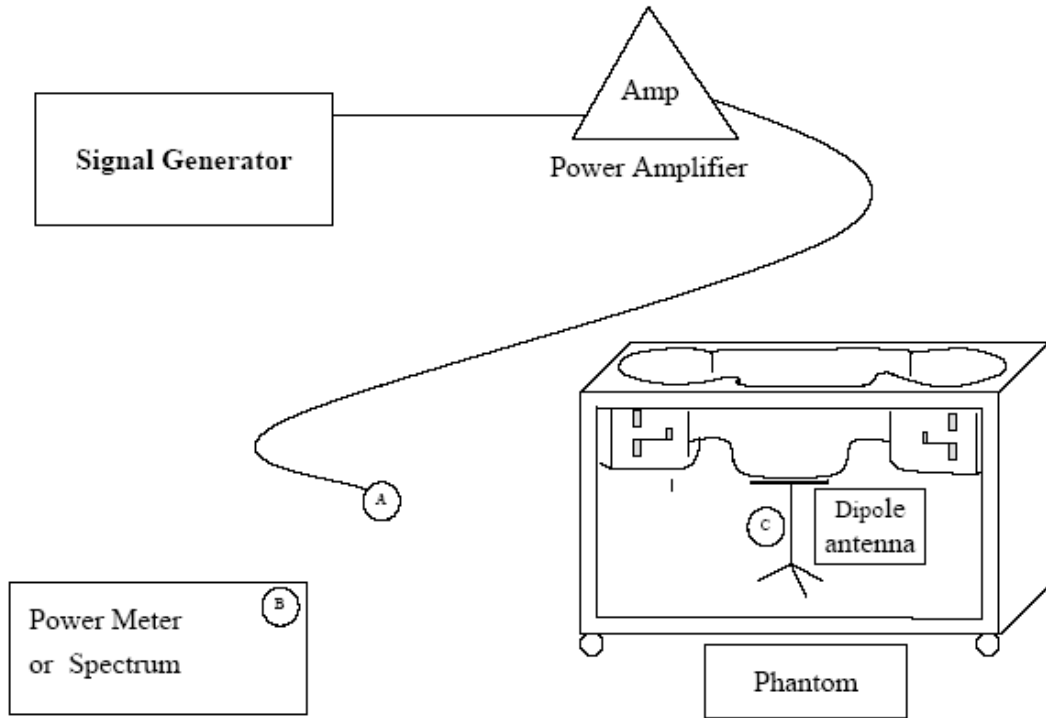 Amp
Signal Generator
Power Amplifier
A
C
Dipole
antenna
B
Power Meter
or Spectrum
Phantom